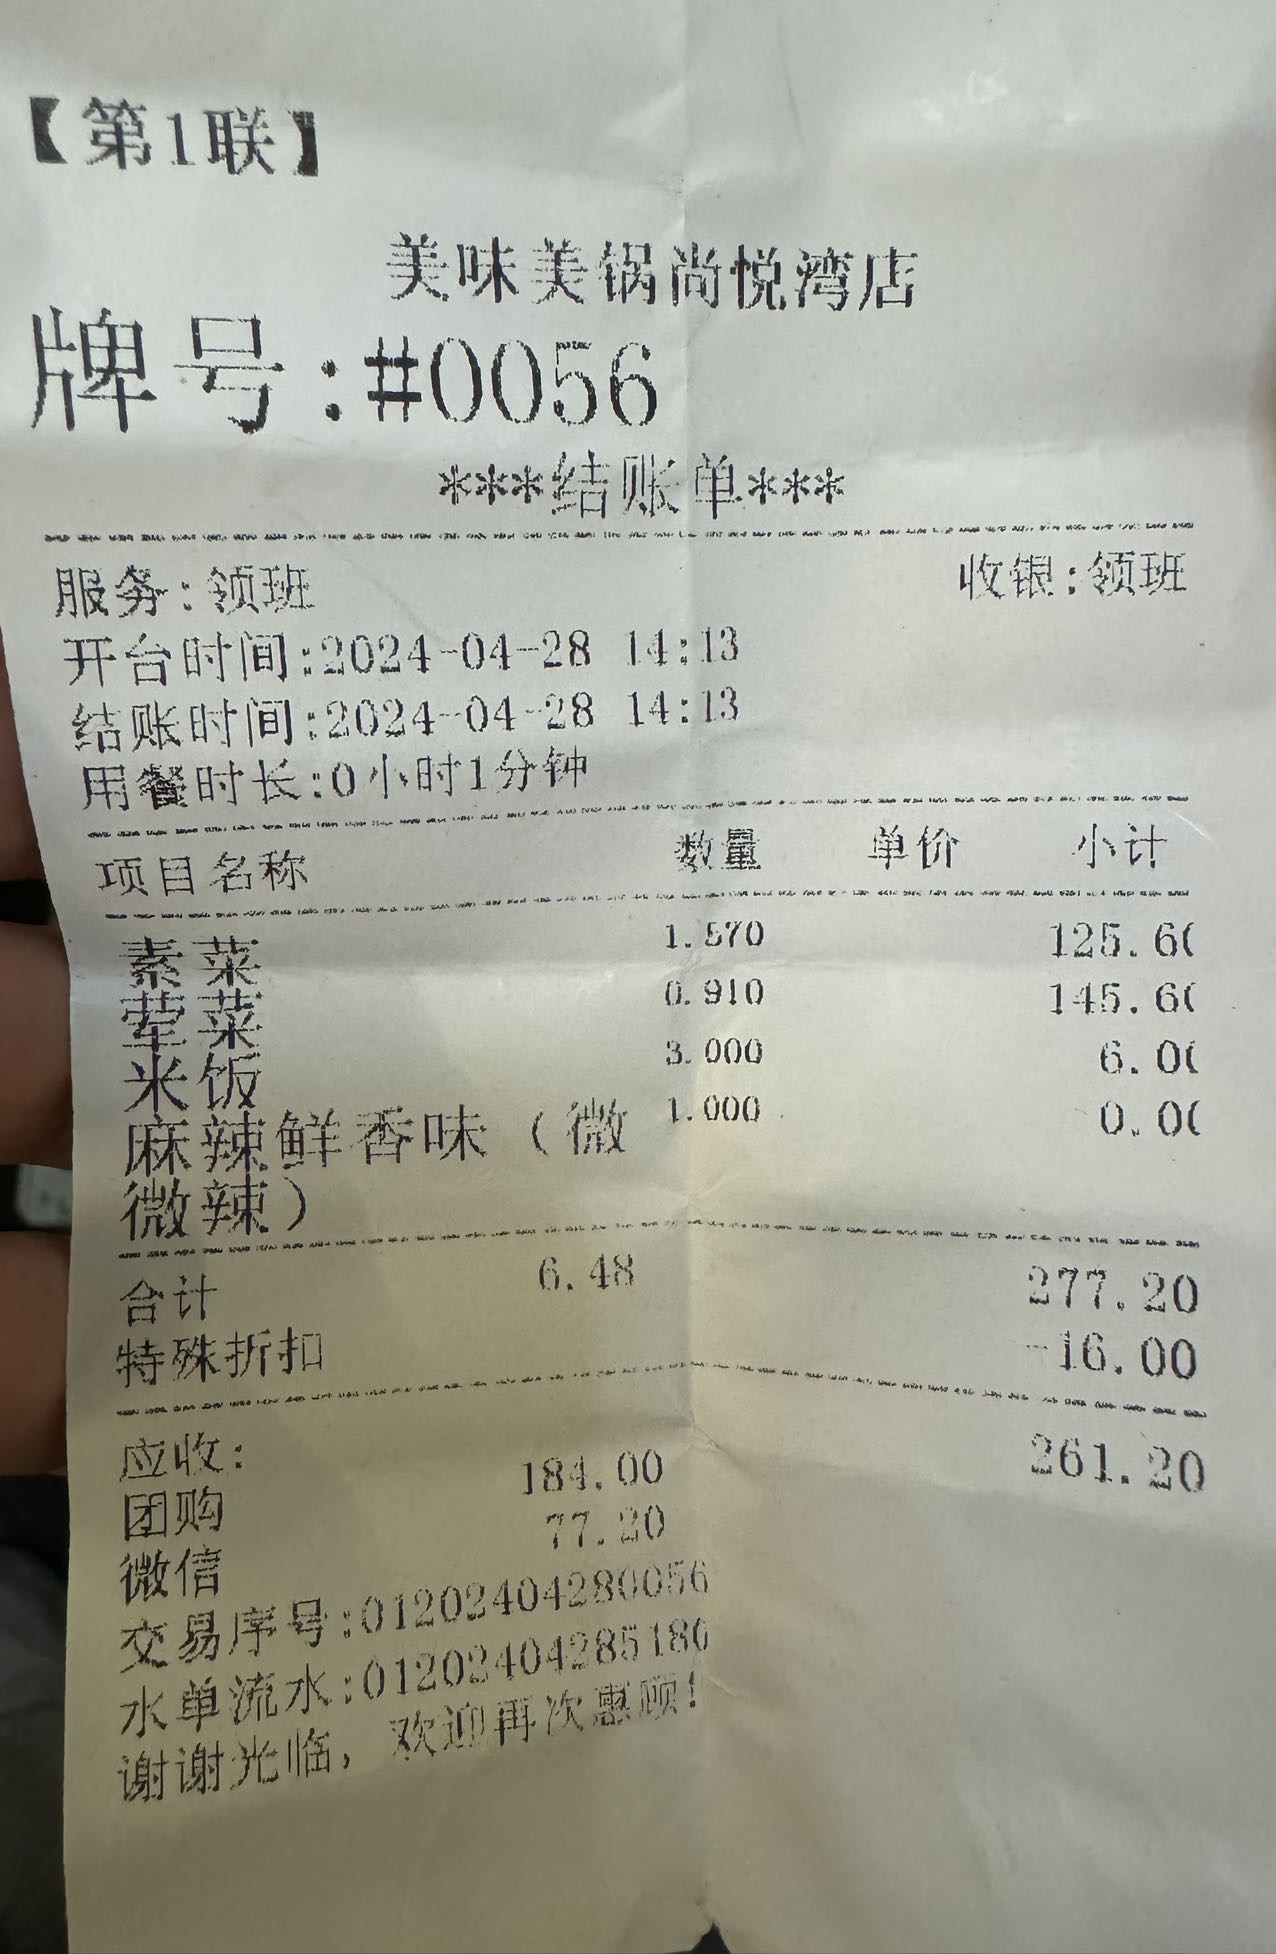 【第1联】
美味美锅尚悦湾店
牌号:#0056
***结账单***
服务:领班 收银:领班
开台时间:2024-04-28 14:13
结账时间:2024-04-28 14:13
用餐时长:0小时1分钟
项目名称 数量 单价 小计
素菜 1.570 125.60
荤菜 0.910 145.60
米饭 3.000 6.00
麻辣鲜香味（微 1.000 0.00
微辣）
合计 6.48 277.20
特殊折扣 -16.00
应收: 261.20
团购 184.00
微信 77.20
交易序号:01202404280056
水单流水:01202404285180
谢谢光临, 欢迎再次惠顾!